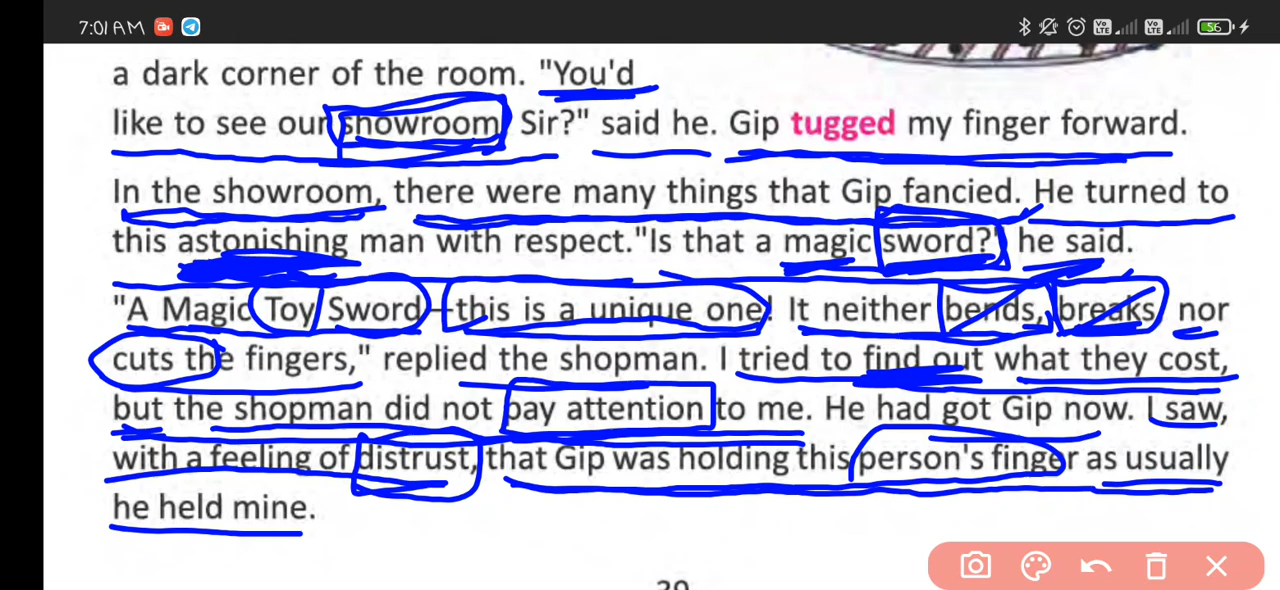 7:01 AM
56
a dark corner of the room. "You'd
like to see our showroom Sir?" said he. Gip tugged my finger forward.
In the showroom, there were many things that Gip fancied. He turned to
this astonishing man with respect."Is that a magic sword?" he said.
"A Magic Toy Sword–this is a unique one! It neither bends, breaks nor
cuts the fingers," replied the shopman. I tried to find out what they cost,
but the shopman did not pay attention to me. He had got Gip now. I saw,
with a feeling of distrust, that Gip was holding this person's finger as usually
he held mine.